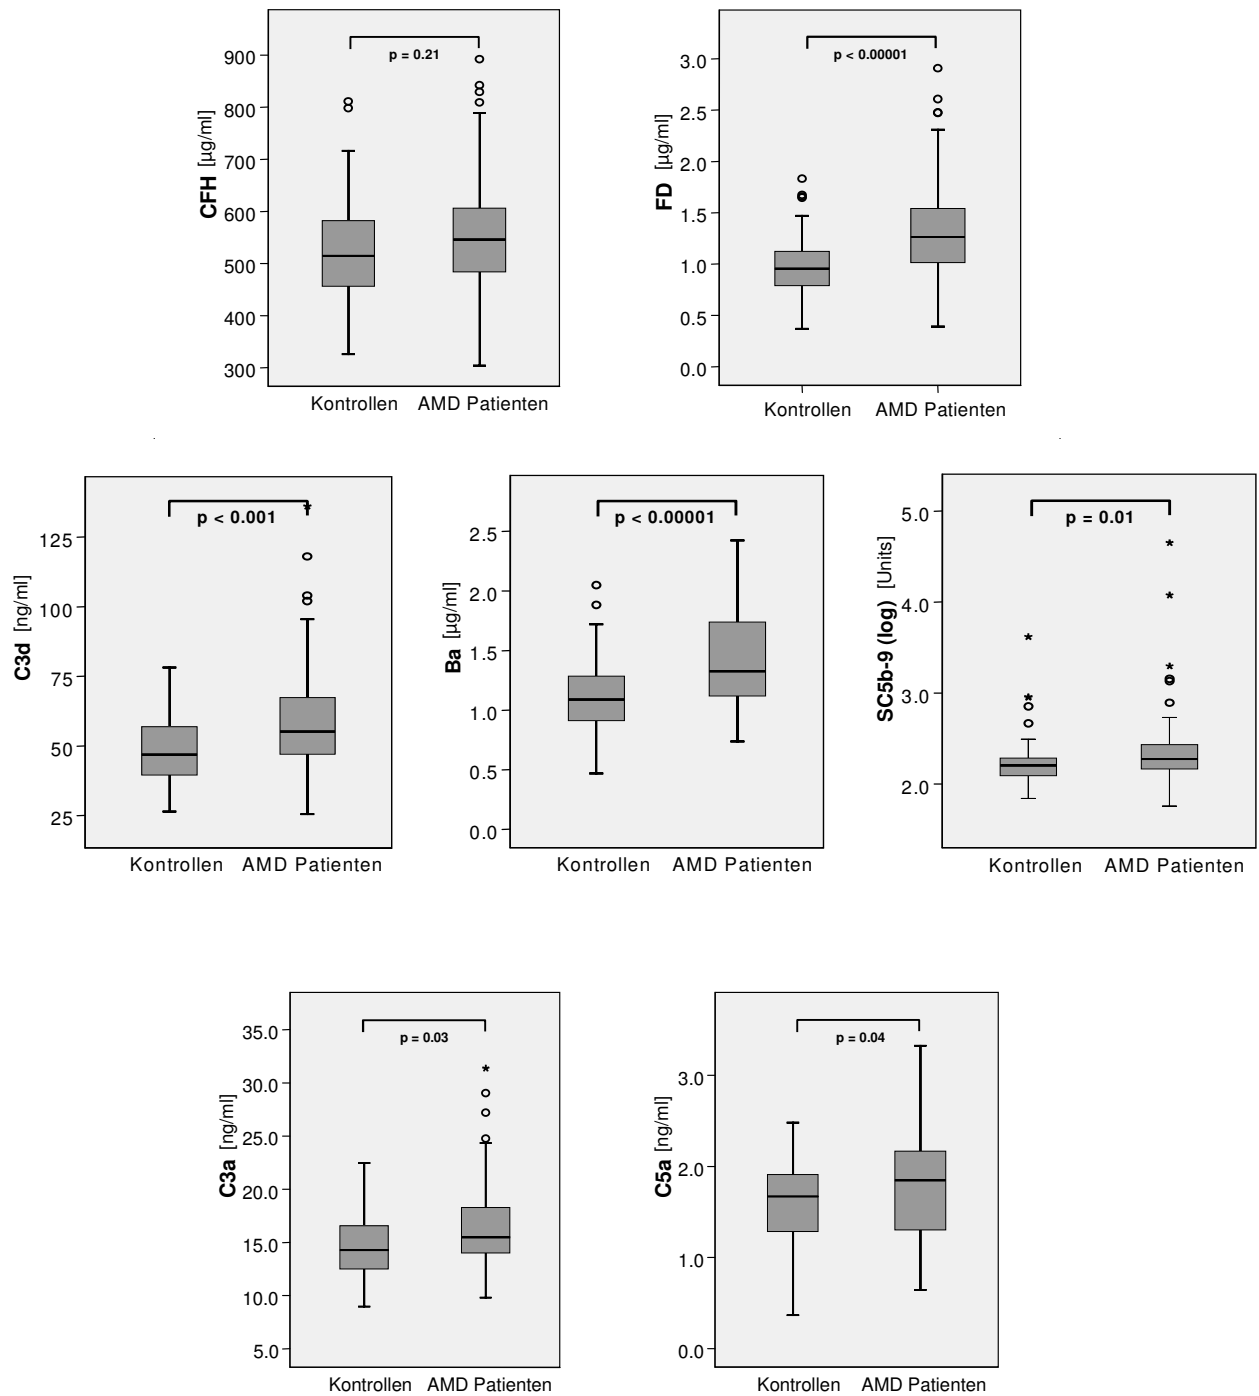 p = 0.21
900
800
700
600
500
400
300
CFH [µg/ml]
Kontrollen AMD Patienten
p < 0.00001
3.0
2.5
2.0
1.5
1.0
0.5
0.0
FD [µg/ml]
Kontrollen AMD Patienten
p < 0.001
125
100
75
50
25
C3d [ng/ml]
Kontrollen AMD Patienten
p < 0.00001
2.5
2.0
1.5
1.0
0.5
0.0
Ba [µg/ml]
Kontrollen AMD Patienten
p = 0.01
5.0
4.0
3.0
2.0
SC5b-9 (log) [Units]
Kontrollen AMD Patienten
p = 0.03
35.0
30.0
25.0
20.0
15.0
10.0
5.0
C3a [ng/ml]
Kontrollen AMD Patienten
p = 0.04
3.0
2.0
1.0
0.0
C5a [ng/ml]
Kontrollen AMD Patienten